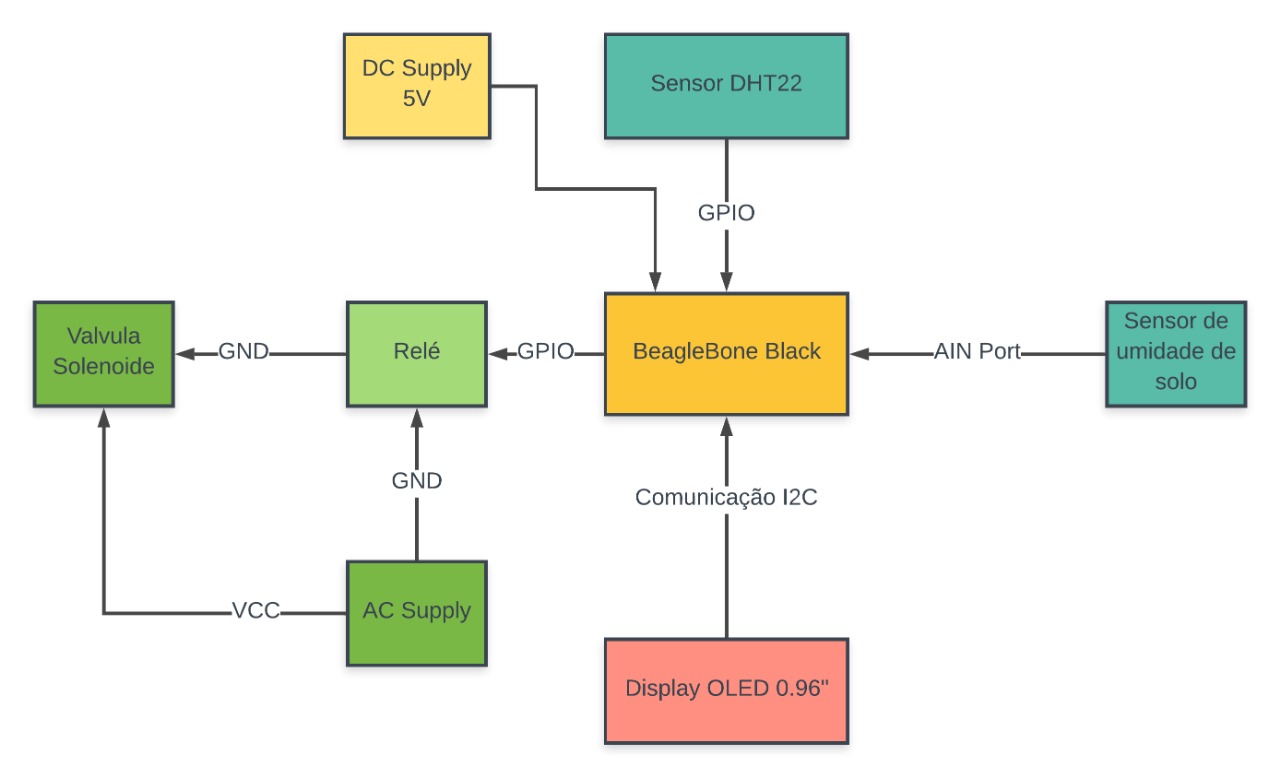 DC Supply
5V
Sensor DHT22
GPIO
Valvula
Solenoide
GND
Relé
GPIO
BeagleBone Black
AIN Port
Sensor de
umidade de
solo
GND
Comunicação I2C
VCC
AC Supply
Display OLED 0.96"